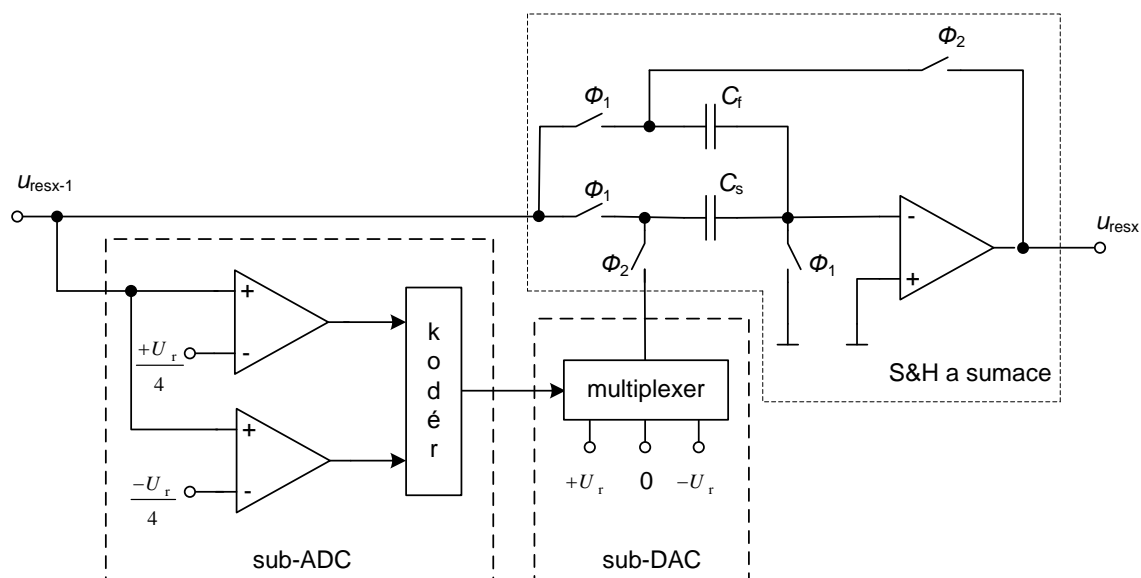 Φ2
Φ1
Cf
uresx-1
Φ1
Cs
-
+
uresx
Φ2
Φ1
+
-
+Ur
4
kodér
multiplexer
S&H a sumace
+
-
-Ur
4
+Ur 0 -Ur
sub-ADC
sub-DAC